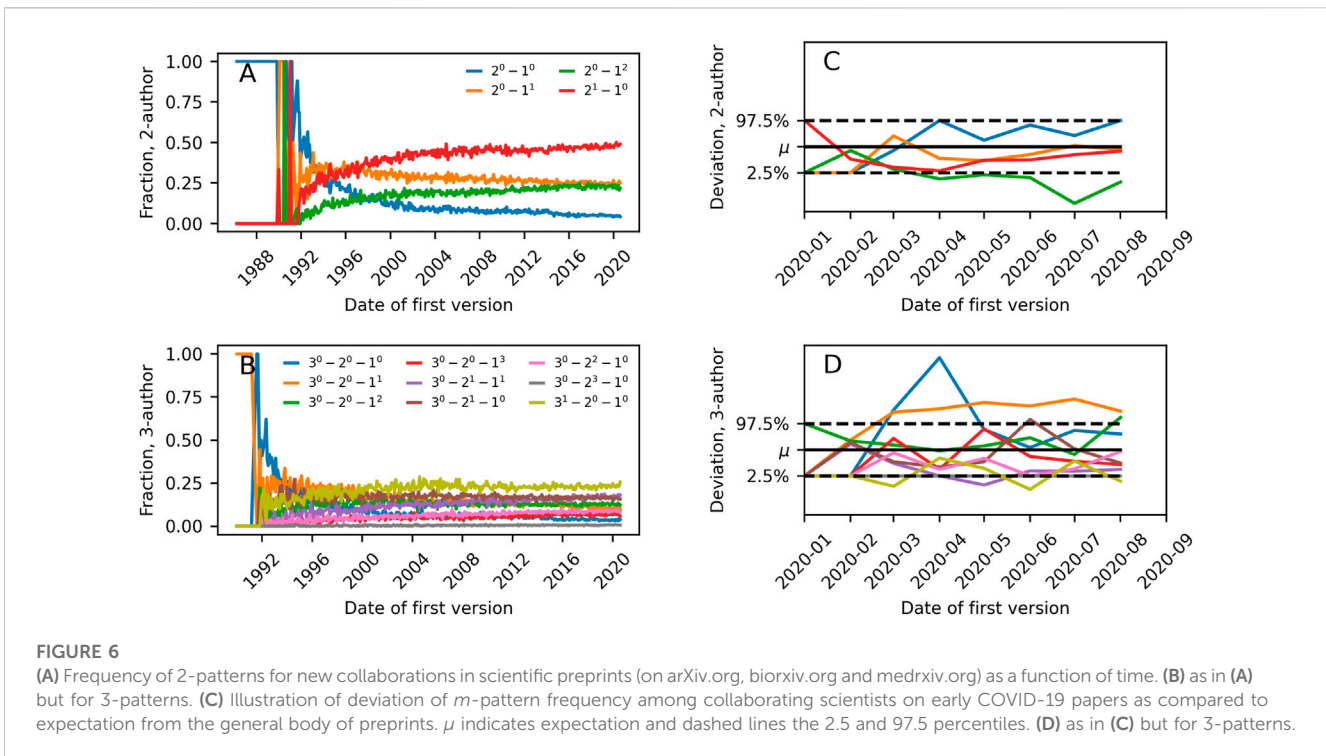 A
Fraction, 2-author
1.00
0.75
0.50
0.25
0.00
2⁰ − 1⁰
2⁰ − 1¹
2⁰ − 1²
2¹ − 1⁰
1988
1992
1996
2000
2004
2008
2012
2016
2020
Date of first version
C
Deviation, 2-author
97.5%
μ
2.5%
2020-01
2020-02
2020-03
2020-04
2020-05
2020-06
2020-07
2020-08
2020-09
Date of first version
B
Fraction, 3-author
1.00
0.75
0.50
0.25
0.00
3⁰ − 2⁰ − 1⁰
3⁰ − 2⁰ − 1¹
3⁰ − 2⁰ − 1²
3⁰ − 2⁰ − 1³
3⁰ − 2¹ − 1¹
3⁰ − 2¹ − 1⁰
3⁰ − 2² − 1⁰
3⁰ − 2³ − 1⁰
3¹ − 2⁰ − 1⁰
1992
1996
2000
2004
2008
2012
2016
2020
Date of first version
D
Deviation, 3-author
97.5%
μ
2.5%
2020-01
2020-02
2020-03
2020-04
2020-05
2020-06
2020-07
2020-08
2020-09
Date of first version
FIGURE 6
(A) Frequency of 2-patterns for new collaborations in scientific preprints (on arXiv.org, biorxiv.org and medrxiv.org) as a function of time. (B) as in (A)
but for 3-patterns. (C) Illustration of deviation of m-pattern frequency among collaborating scientists on early COVID-19 papers as compared to
expectation from the general body of preprints. μ indicates expectation and dashed lines the 2.5 and 97.5 percentiles. (D) as in (C) but for 3-patterns.